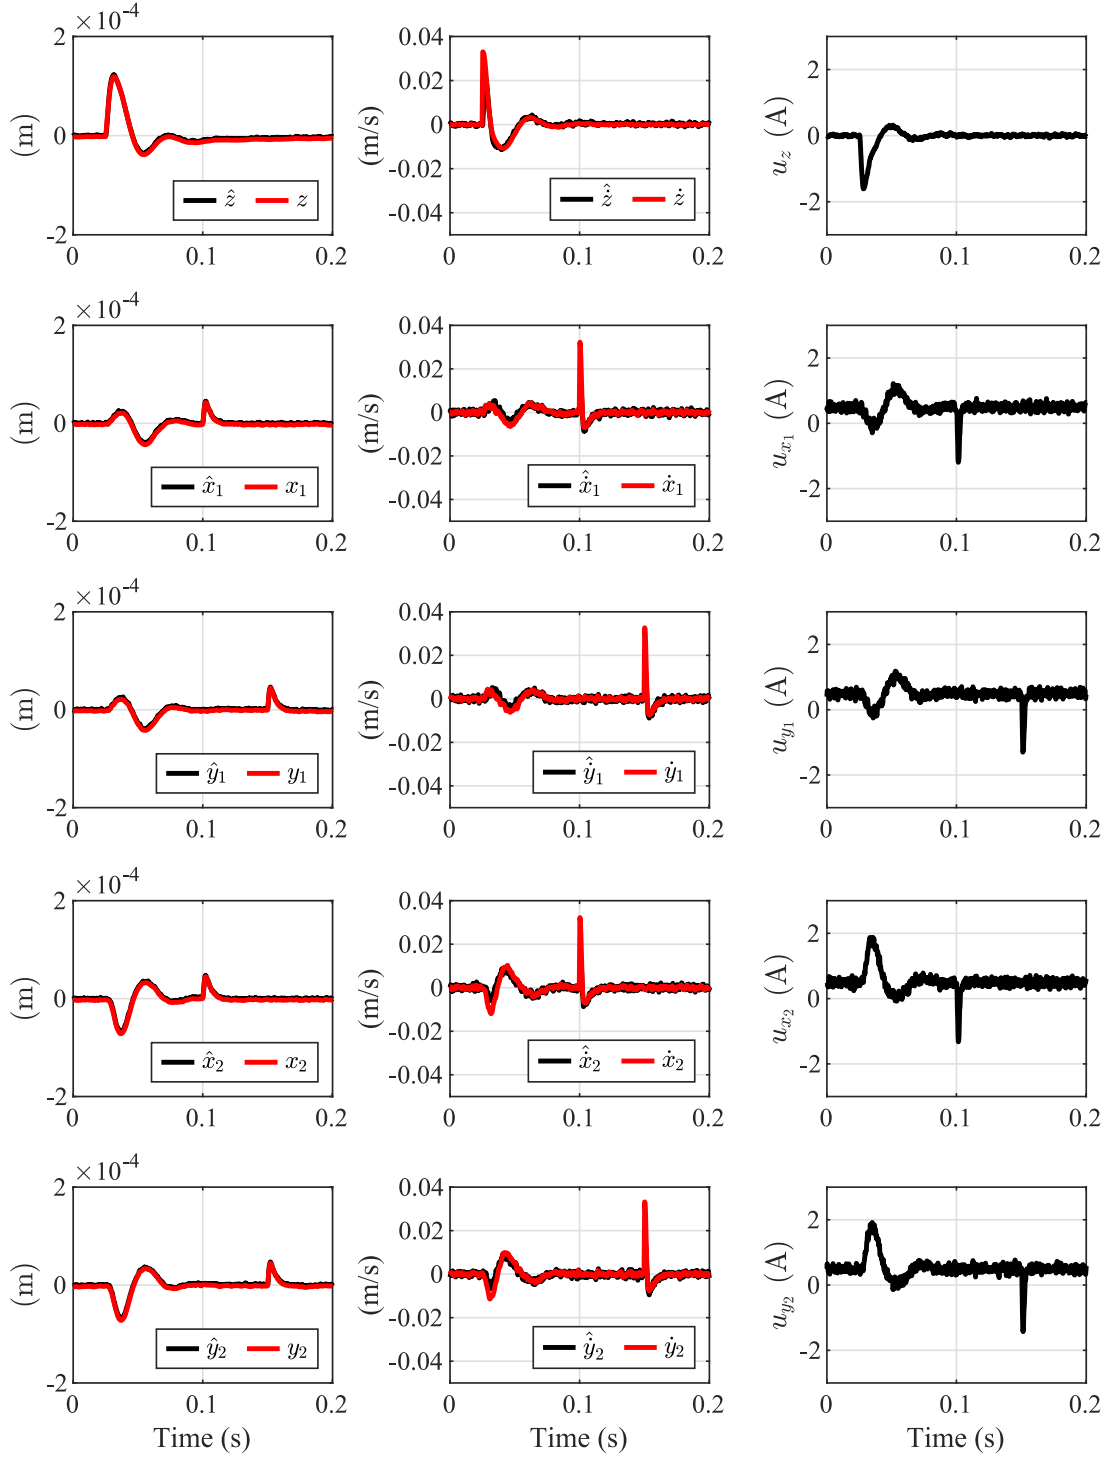 2 ×10⁻⁴
0
-2
(m)
0 0.1 0.2
ẑ z
0.04
0.02
0
-0.02
-0.04
(m/s)
0 0.1 0.2
ż̂ ż
2
0
-2
u_z (A)
0 0.1 0.2
2 ×10⁻⁴
0
-2
(m)
0 0.1 0.2
x̂₁ x₁
0.04
0.02
0
-0.02
-0.04
(m/s)
0 0.1 0.2
ẋ̂₁ ẋ₁
2
0
-2
u_{x₁} (A)
0 0.1 0.2
2 ×10⁻⁴
0
-2
(m)
0 0.1 0.2
ŷ₁ y₁
0.04
0.02
0
-0.02
-0.04
(m/s)
0 0.1 0.2
ẏ̂₁ ẏ₁
2
0
-2
u_{y₁} (A)
0 0.1 0.2
2 ×10⁻⁴
0
-2
(m)
0 0.1 0.2
x̂₂ x₂
0.04
0.02
0
-0.02
-0.04
(m/s)
0 0.1 0.2
ẋ̂₂ ẋ₂
2
0
-2
u_{x₂} (A)
0 0.1 0.2
2 ×10⁻⁴
0
-2
(m)
0 0.1 0.2
Time (s)
ŷ₂ y₂
0.04
0.02
0
-0.02
-0.04
(m/s)
0 0.1 0.2
Time (s)
ẏ̂₂ ẏ₂
2
0
-2
u_{y₂} (A)
0 0.1 0.2
Time (s)